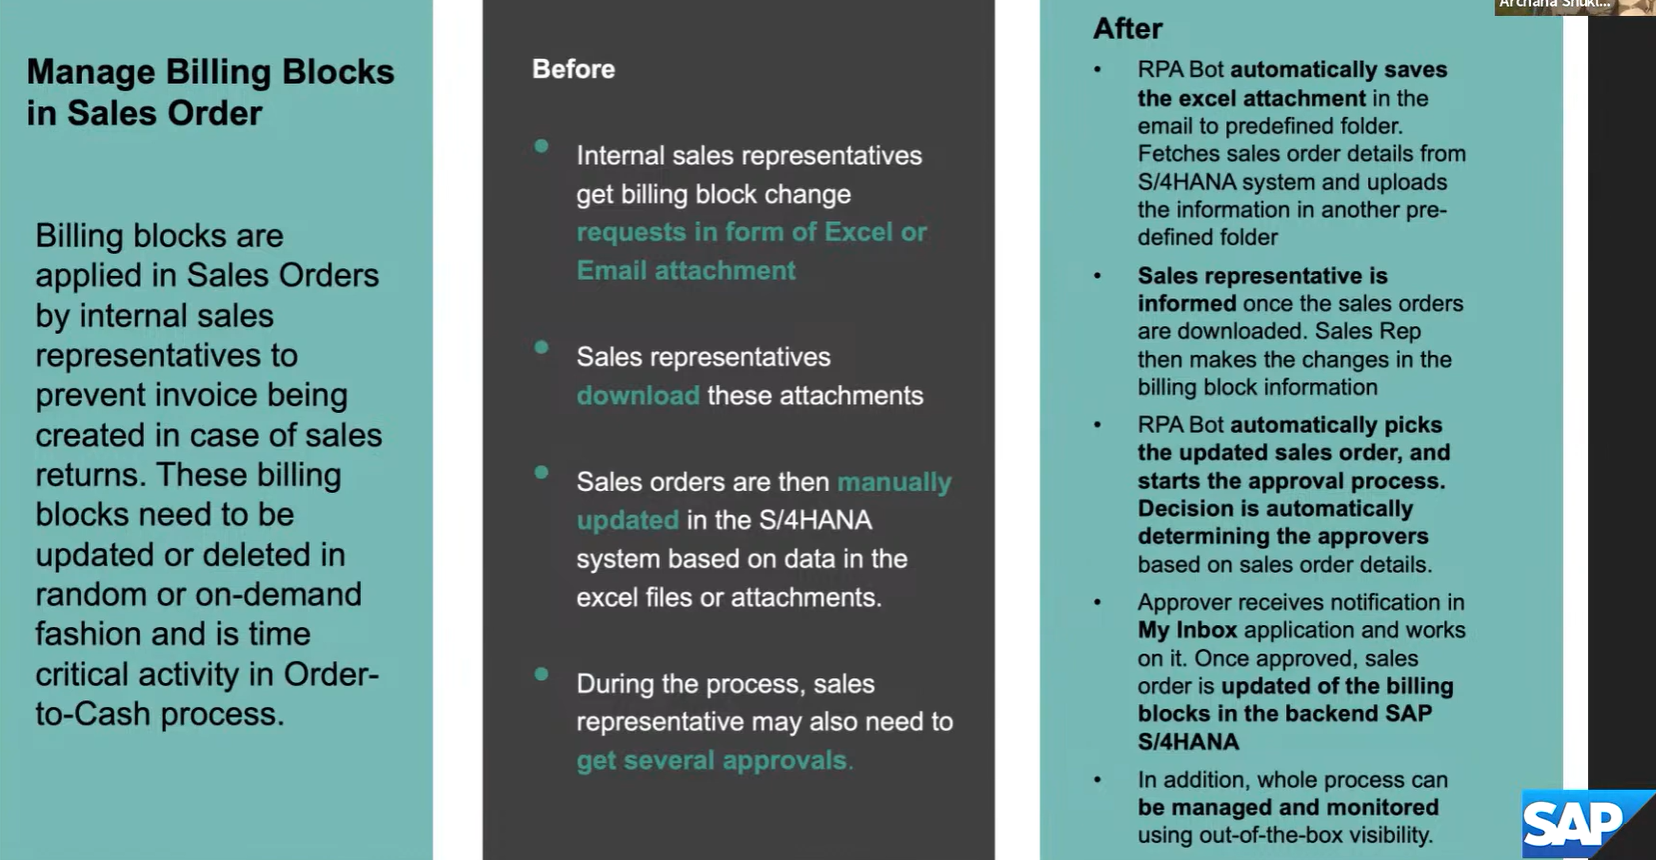 Manage Billing Blocks
in Sales Order
Billing blocks are
applied in Sales Orders
by internal sales
representatives to
prevent invoice being
created in case of sales
returns. These billing
blocks need to be
updated or deleted in
random or on-demand
fashion and is time
critical activity in Order-
to-Cash process.
Before
• Internal sales representatives
get billing block change
requests in form of Excel or
Email attachment
• Sales representatives
download these attachments
• Sales orders are then manually
updated in the S/4HANA
system based on data in the
excel files or attachments.
• During the process, sales
representative may also need to
get several approvals.
After
• RPA Bot automatically saves
the excel attachment in the
email to predefined folder.
Fetches sales order details from
S/4HANA system and uploads
the information in another pre-
defined folder
• Sales representative is
informed once the sales orders
are downloaded. Sales Rep
then makes the changes in the
billing block information
• RPA Bot automatically picks
the updated sales order, and
starts the approval process.
Decision is automatically
determining the approvers
based on sales order details.
• Approver receives notification in
My Inbox application and works
on it. Once approved, sales
order is updated of the billing
blocks in the backend SAP
S/4HANA
• In addition, whole process can
be managed and monitored
using out-of-the-box visibility.
Archana Shukl...
SAP